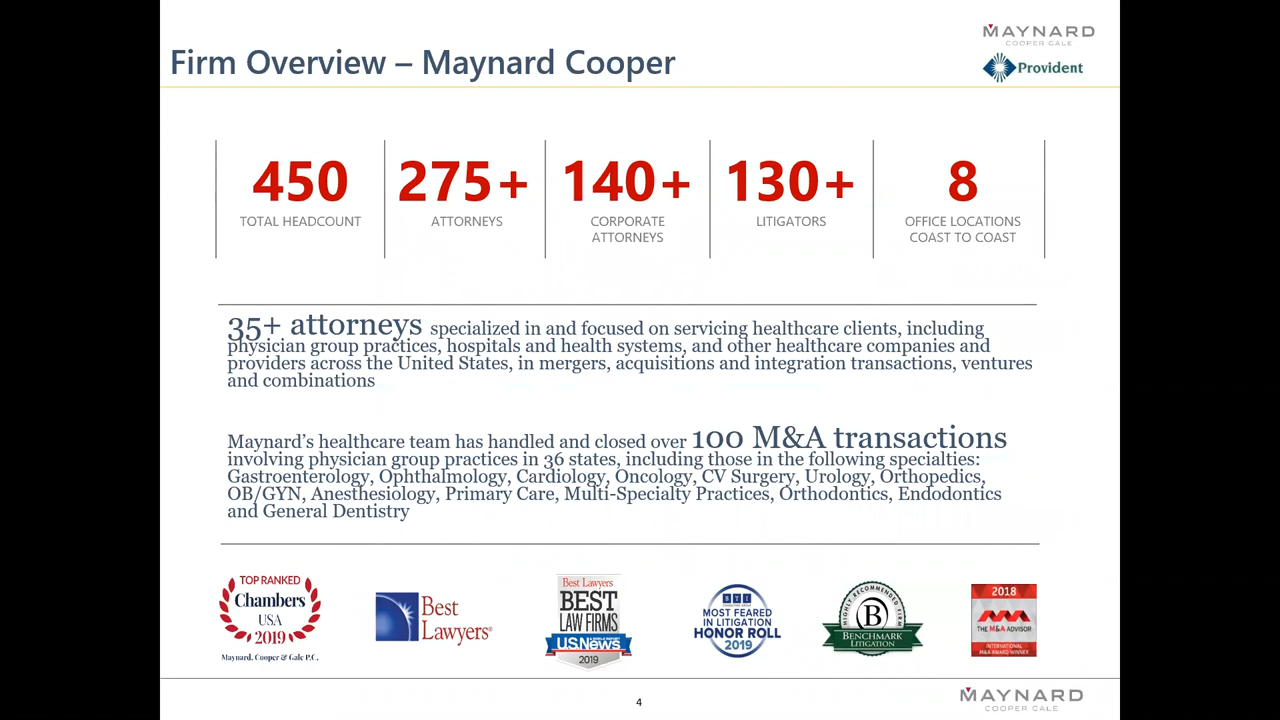 MAYNARD
COOPER GALE
Firm Overview – Maynard Cooper
Provident
450
TOTAL HEADCOUNT
275+
ATTORNEYS
140+
CORPORATE
ATTORNEYS
130+
LITIGATORS
8
OFFICE LOCATIONS
COAST TO COAST
35+ attorneys specialized in and focused on servicing healthcare clients, including
physician group practices, hospitals and health systems, and other healthcare companies and
providers across the United States, in mergers, acquisitions and integration transactions, ventures
and combinations
Maynard’s healthcare team has handled and closed over 100 M&A transactions
involving physician group practices in 36 states, including those in the following specialties:
Gastroenterology, Ophthalmology, Cardiology, Oncology, CV Surgery, Urology, Orthopedics,
OB/GYN, Anesthesiology, Primary Care, Multi-Specialty Practices, Orthodontics, Endodontics
and General Dentistry
TOP RANKED
Chambers
USA
2019
Maynard, Cooper & Gale P.C.
Best
Lawyers®
Best Lawyers
BEST
LAW FIRMS
U.S.News
2019
BTI
MOST FEARED
IN LITIGATION
HONOR ROLL
2019
HIGHLY RECOMMENDED FIRM
B
BENCHMARK
LITIGATION
2018
THE M&A ADVISOR
INTERNATIONAL
M&A AWARD WINNER
4
MAYNARD
COOPER GALE